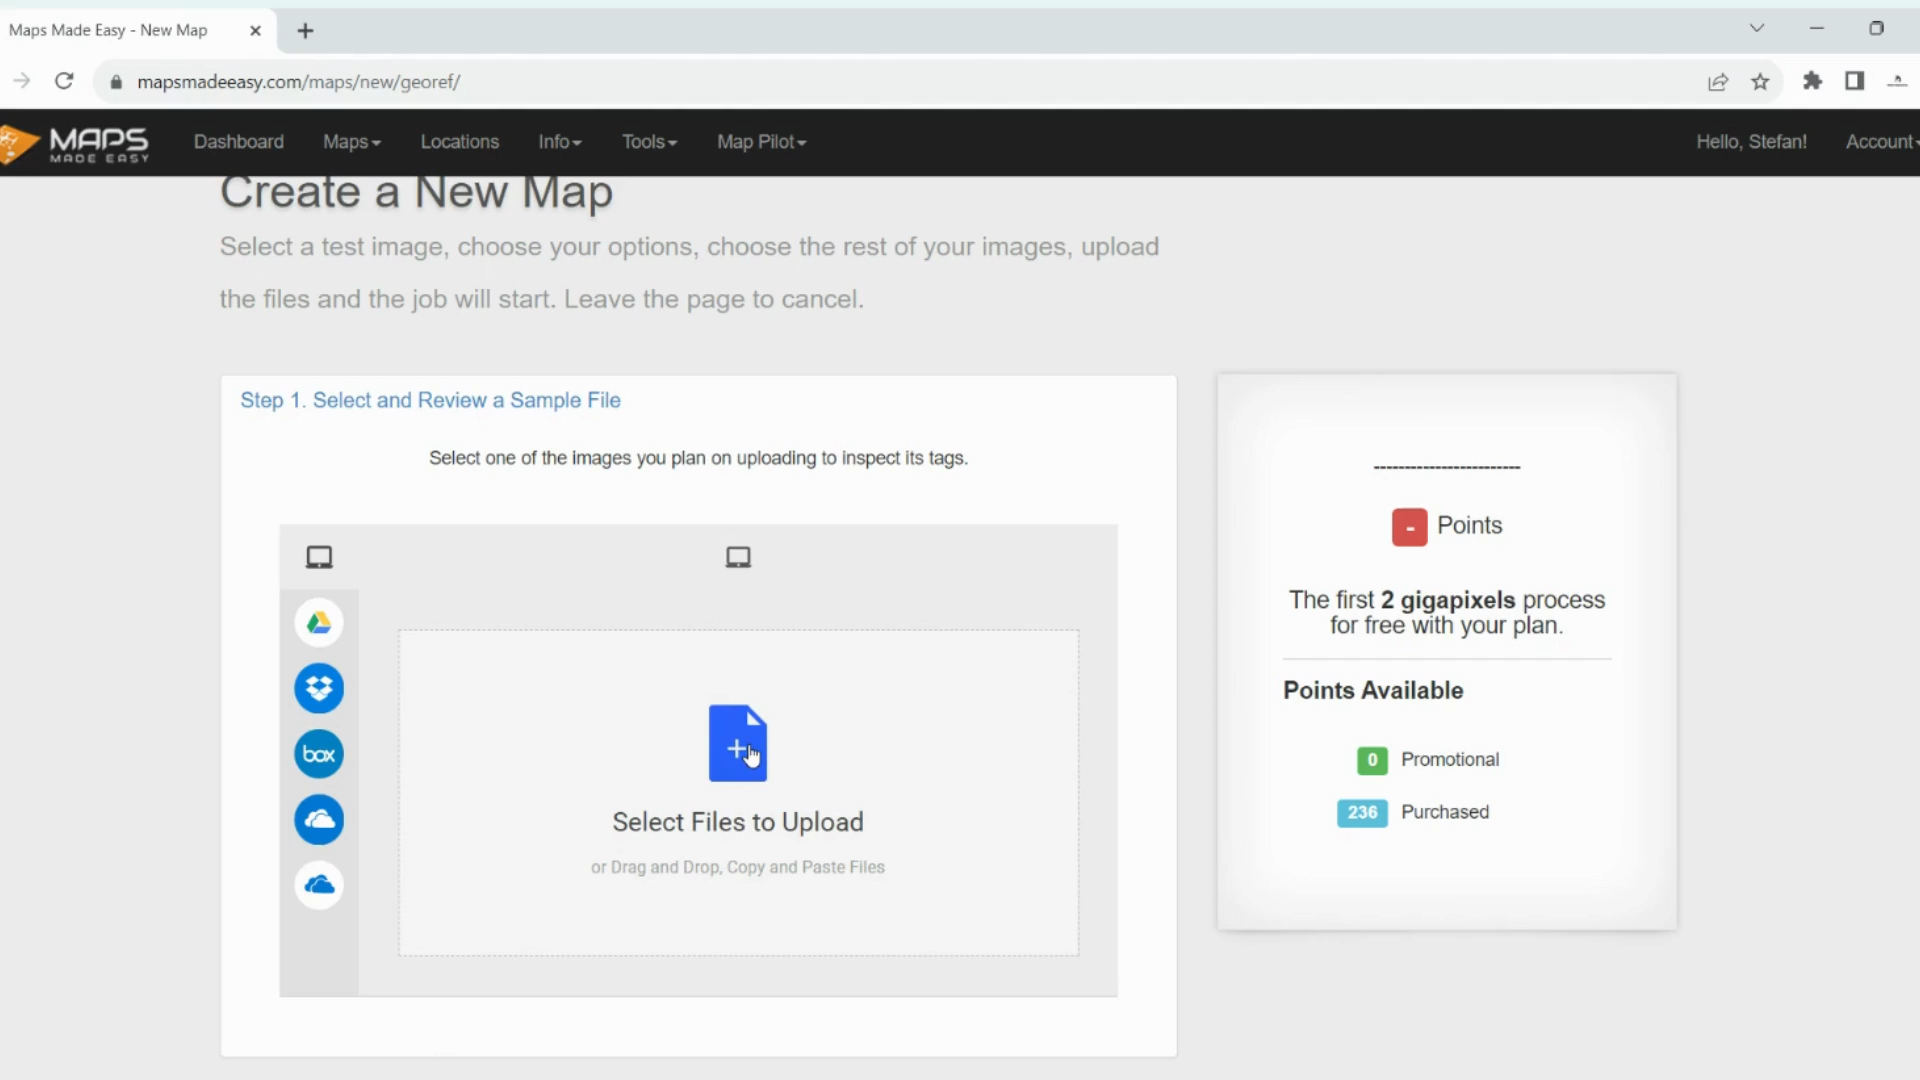 Maps Made Easy - New Map
mapsmadeeasy.com/maps/new/georef/
MAPS
MADE EASY
Dashboard
Maps
Locations
Info
Tools
Map Pilot
Hello, Stefan!
Account
Create a New Map
Select a test image, choose your options, choose the rest of your images, upload
the files and the job will start. Leave the page to cancel.
Step 1. Select and Review a Sample File
Select one of the images you plan on uploading to inspect its tags.
box
Select Files to Upload
or Drag and Drop, Copy and Paste Files
------------------------
- Points
The first 2 gigapixels process
for free with your plan.
Points Available
0 Promotional
236 Purchased